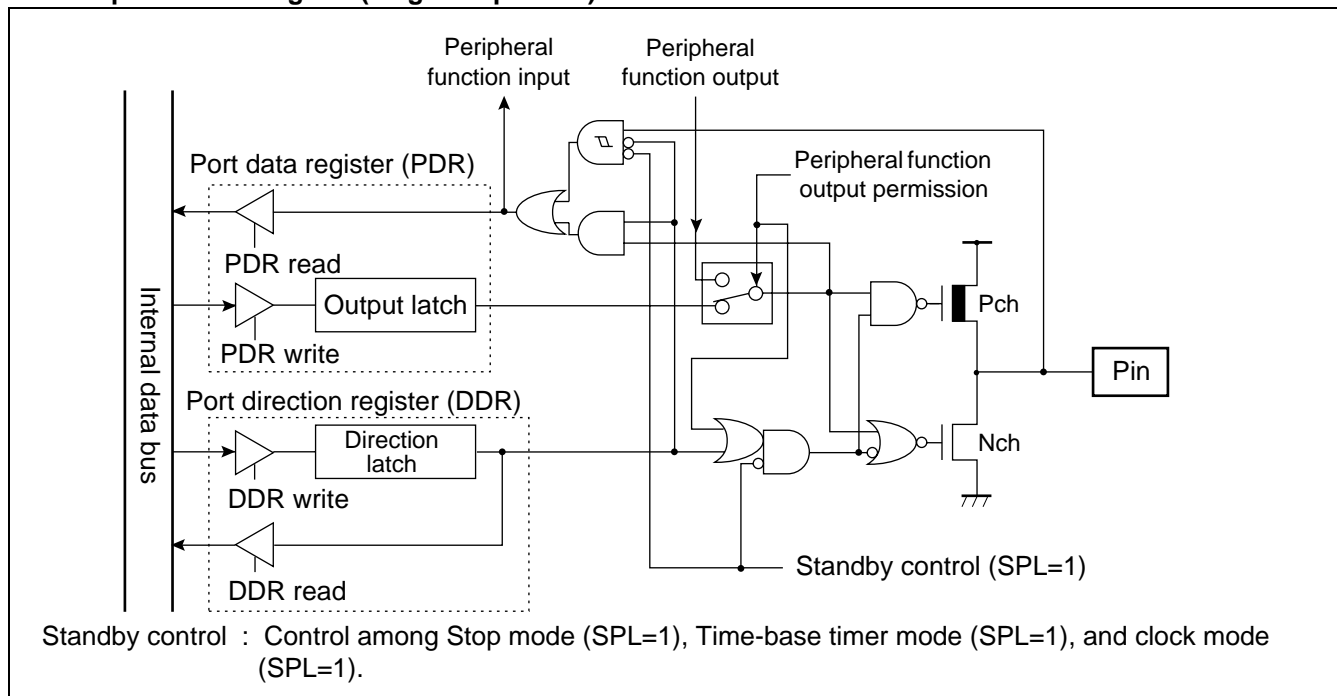 Peripheral
function input
Peripheral
function output
Port data register (PDR)
Peripheral function
output permission
PDR read
Output latch
PDR write
Pch
Pin
Internal data bus
Port direction register (DDR)
Direction
latch
Nch
DDR write
DDR read
Standby control (SPL=1)
Standby control : Control among Stop mode (SPL=1), Time-base timer mode (SPL=1), and clock mode
(SPL=1).